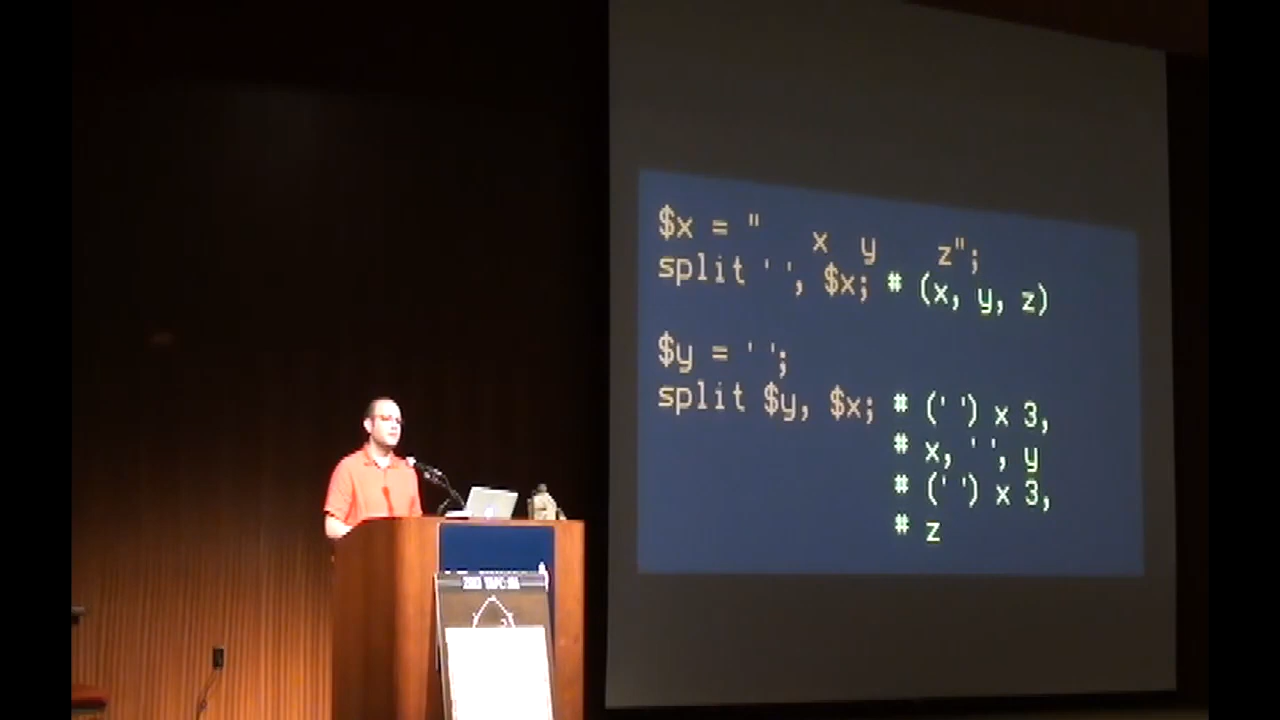 $x = "   x  y    z";
split ' ', $x; # (x, y, z)
$y = ' ';
split $y, $x; # (' ') x 3,
# x, ' ', y
# (' ') x 3,
# z